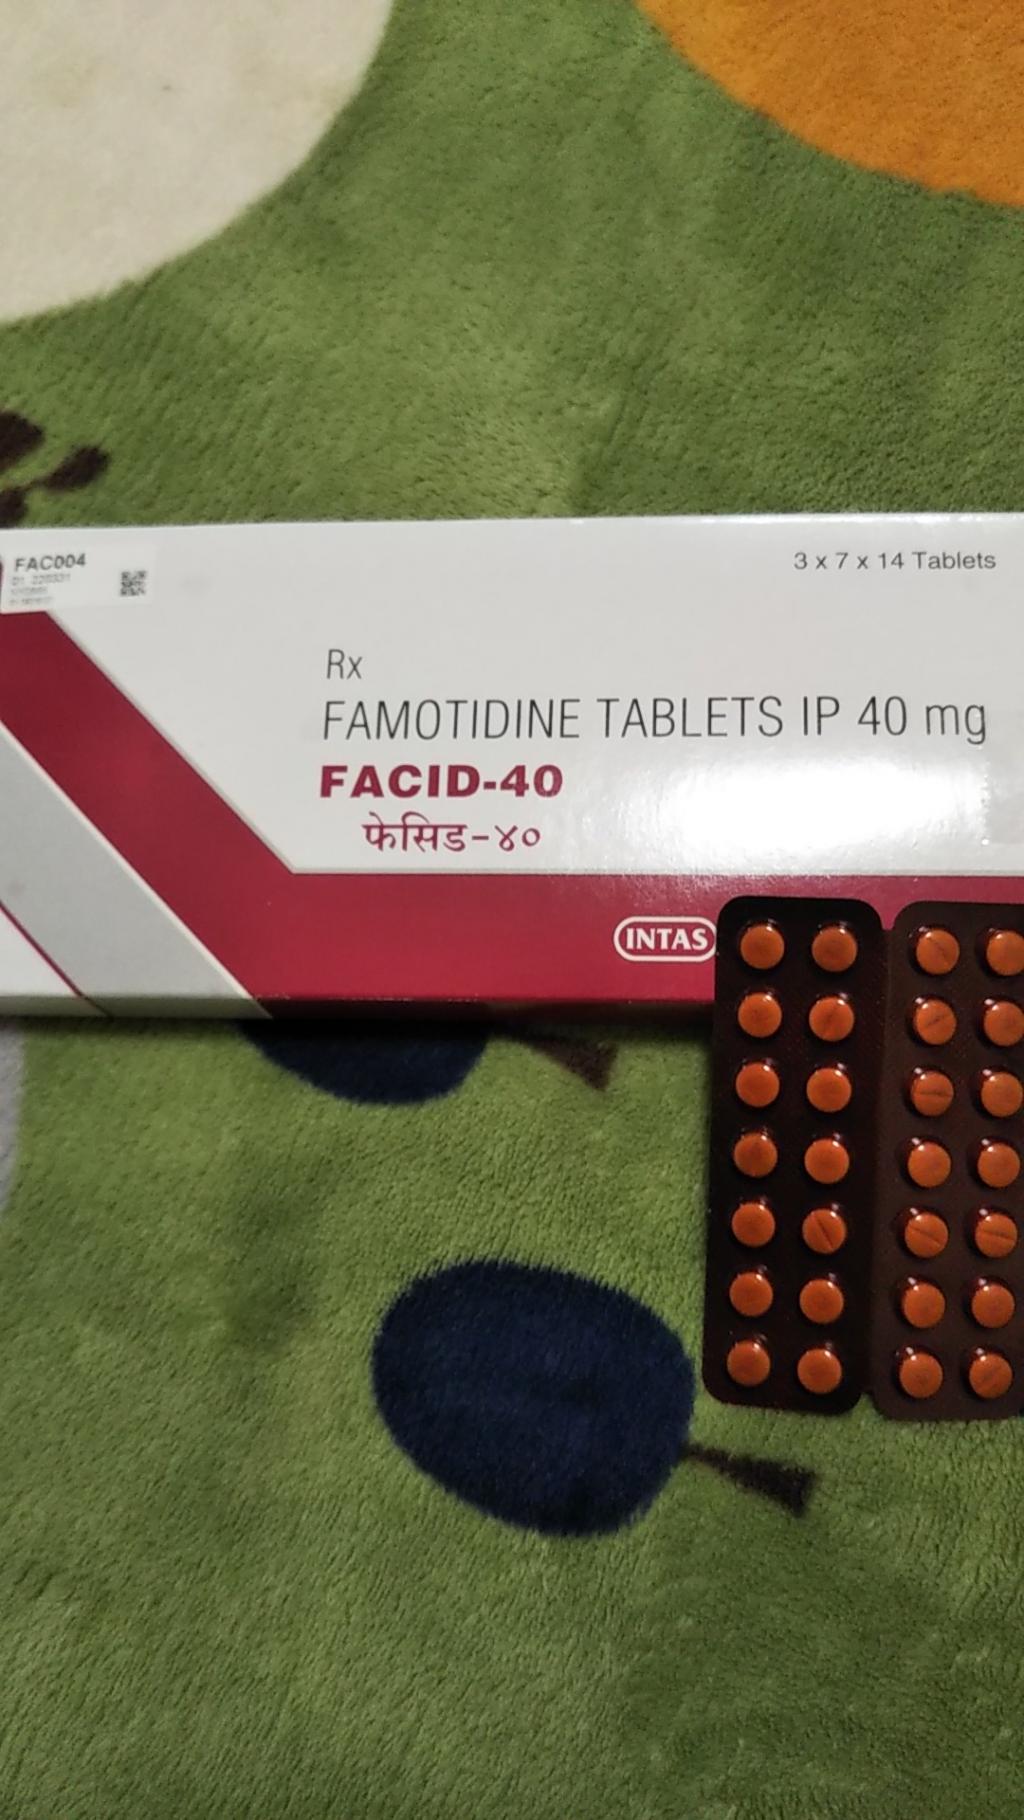 FAC004
3 x 7 x 14 Tablets
Rx
FAMOTIDINE TABLETS IP 40 mg
FACID-40
फेसिड-४०
INTAS